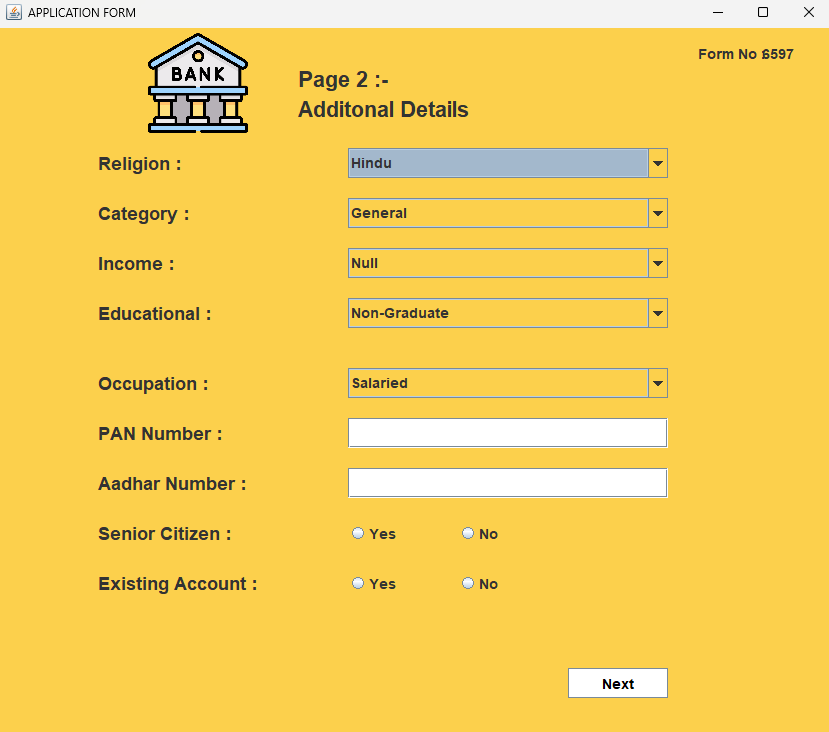 APPLICATION FORM
BANK
Form No
Page 2 :-
Additonal Details
Religion : Hindu
Category : General
Income : Null
Educational : Non-Graduate
Occupation : Salaried
PAN Number :
Aadhar Number :
Senior Citizen : Yes No
Existing Account : Yes No
Next